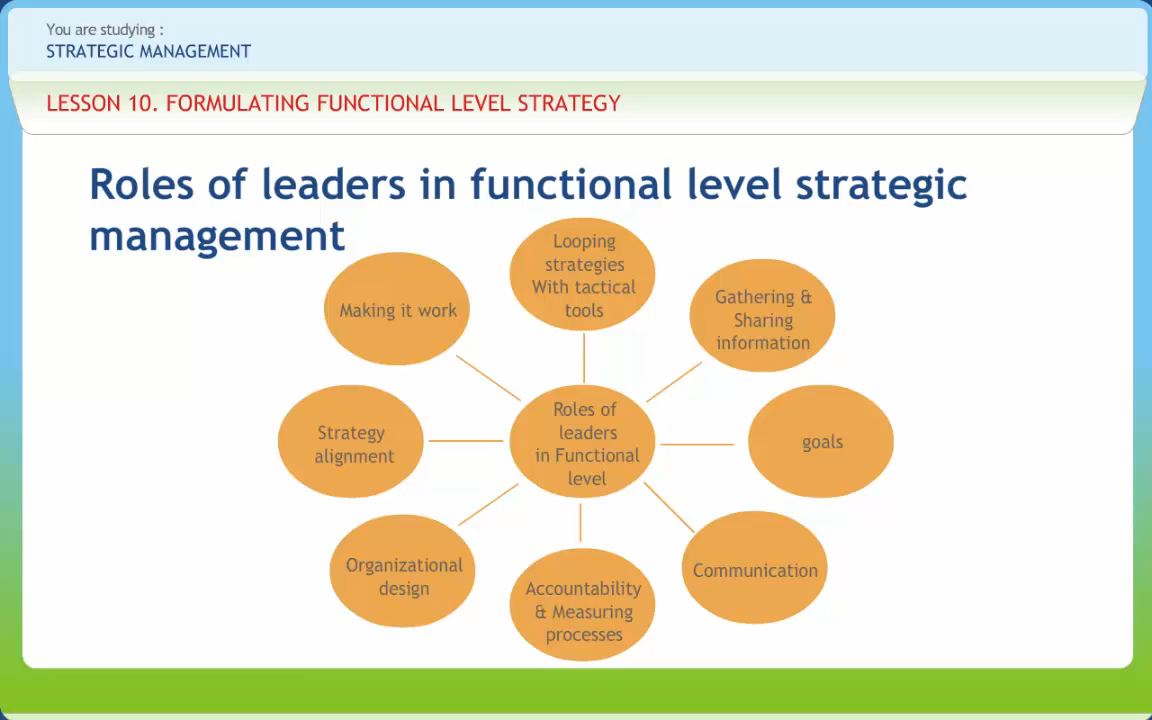 You are studying :
STRATEGIC MANAGEMENT
LESSON 10. FORMULATING FUNCTIONAL LEVEL STRATEGY
Roles of leaders in functional level strategic
management
Looping
strategies
With tactical
tools
Making it work
Gathering &
Sharing
information
Strategy
alignment
Roles of
leaders
in Functional
level
goals
Organizational
design
Accountability
& Measuring
processes
Communication